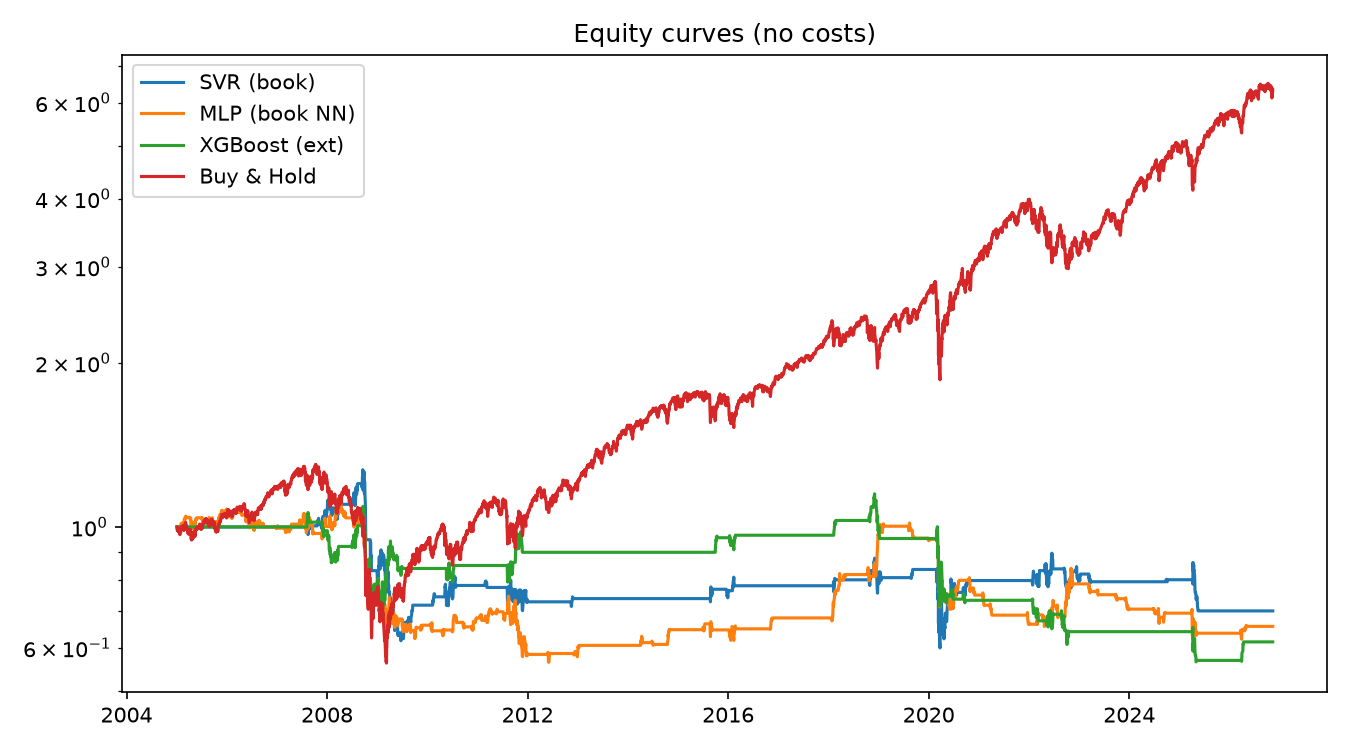 Equity curves (no costs)
SVR (book)
MLP (book NN)
XGBoost (ext)
Buy & Hold
6 × 10⁰
4 × 10⁰
3 × 10⁰
2 × 10⁰
10⁰
6 × 10⁻¹
2004 2008 2012 2016 2020 2024